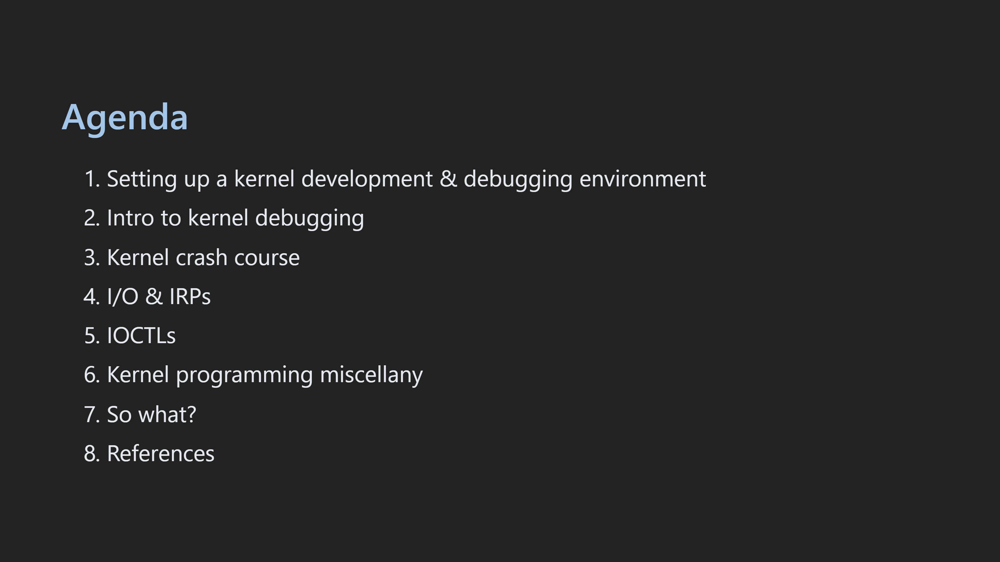 Agenda
1. Setting up a kernel development & debugging environment
2. Intro to kernel debugging
3. Kernel crash course
4. I/O & IRPs
5. IOCTLs
6. Kernel programming miscellany
7. So what?
8. References